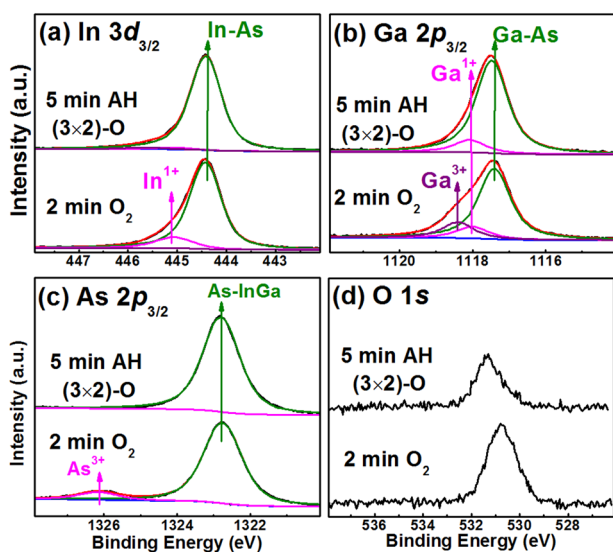 (a) In 3d3/2
In-As
5 min AH
(3×2)-O
In1+
2 min O2
447 446 445 444 443 442
Intensity (a.u.)
(b) Ga 2p3/2
Ga-As
Ga1+
5 min AH
(3×2)-O
Ga3+
2 min O2
1120 1118 1116
(c) As 2p3/2
As-InGa
5 min AH
(3×2)-O
2 min O2
As3+
1326 1324 1322
Binding Energy (eV)
Intensity (a.u.)
(d) O 1s
5 min AH
(3×2)-O
2 min O2
536 534 532 530 528
Binding Energy (eV)